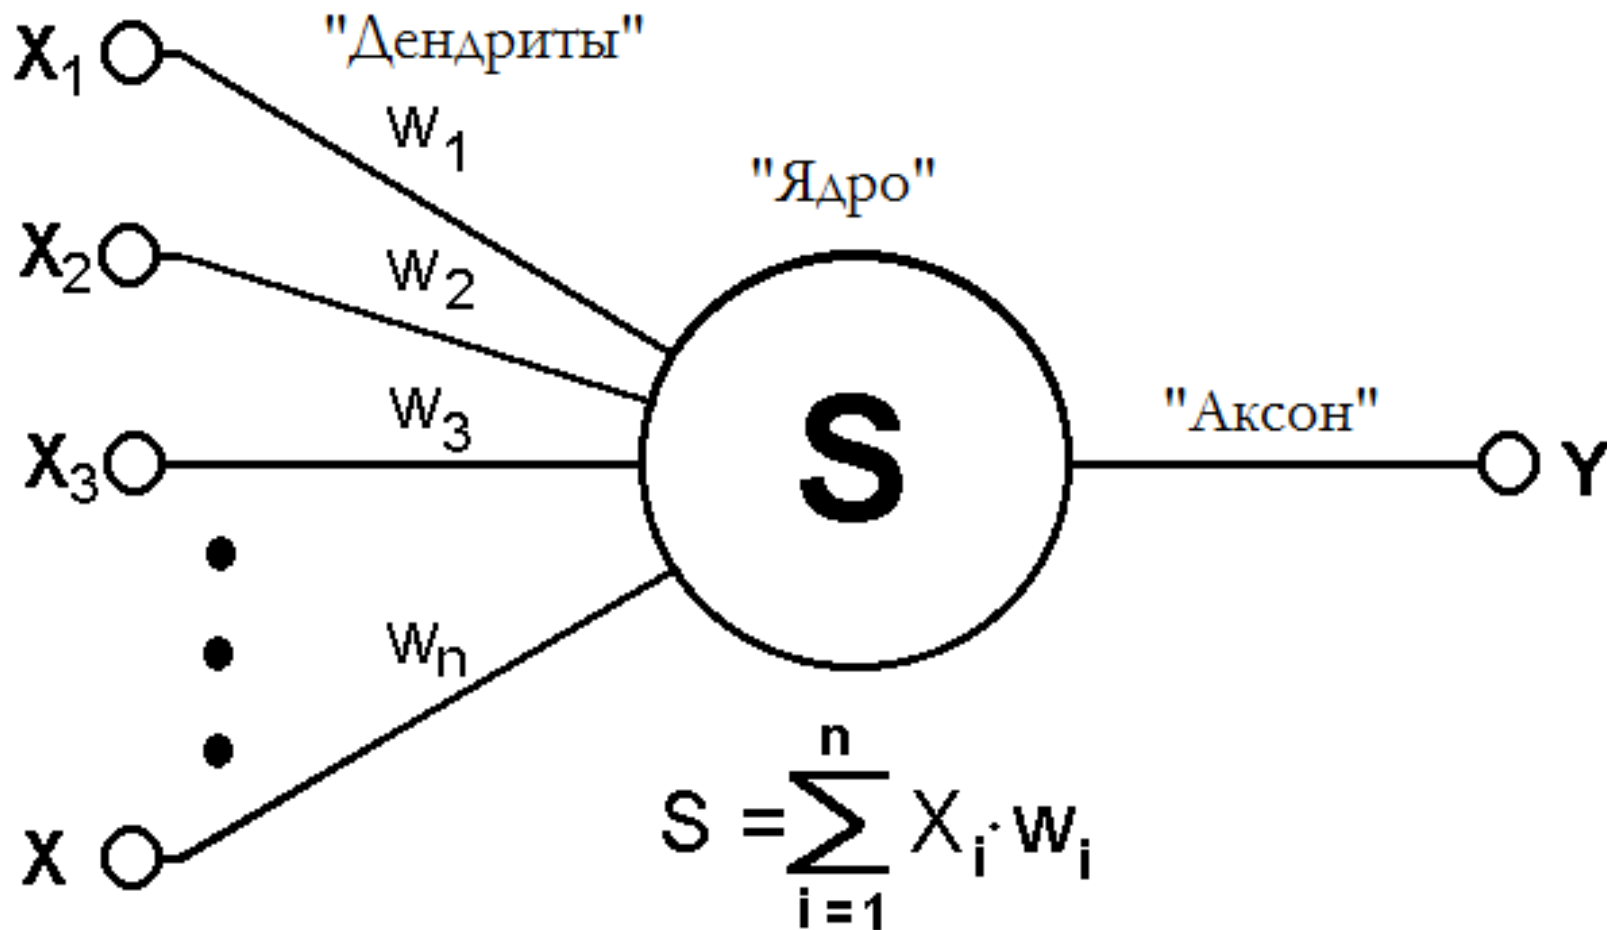 X₁
"Дендриты"
W₁
"Ядро"
X₂
W₂
W₃
"Аксон"
X₃
S
Y
Wₙ
X
n
S = ∑ Xᵢ · Wᵢ
i = 1